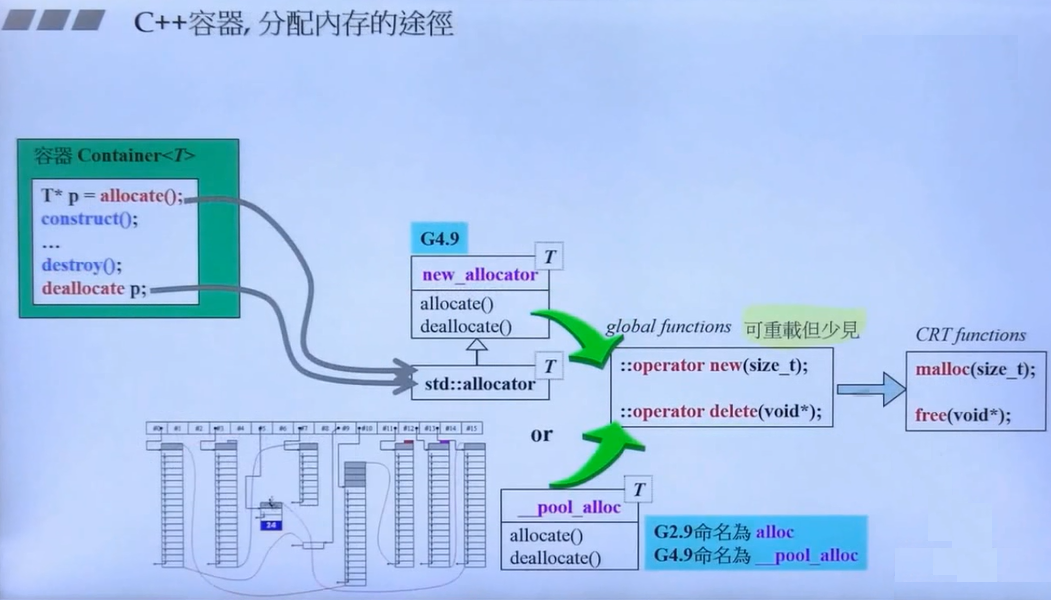 C++容器, 分配內存的途徑
容器 Container<T>
T* p = allocate();
construct();
...
destroy();
deallocate p;
G4.9
T
new_allocator
allocate()
deallocate()
T
std::allocator
global functions 可重載但少見
::operator new(size_t);
::operator delete(void*);
CRT functions
malloc(size_t);
free(void*);
or
#0 #1 #2 #3 #4 #5 #6 #7 #8 #9 #10 #11 #12 #13 #14 #15
24
T
__pool_alloc
allocate()
deallocate()
G2.9命名為 alloc
G4.9命名為 __pool_alloc